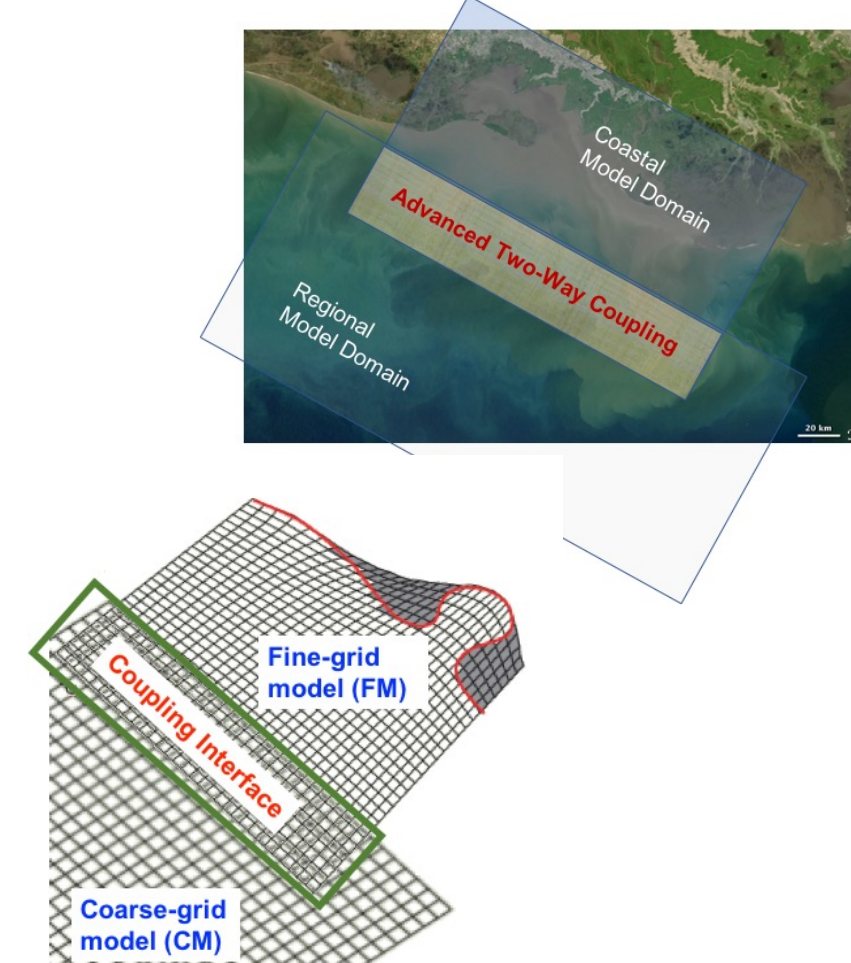 Coastal
Model Domain
Advanced Two-Way Coupling
Regional
Model Domain
20 km
Fine-grid
model (FM)
Coupling Interface
Coarse-grid
model (CM)